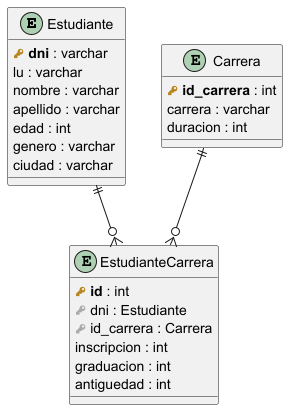 E Estudiante
dni : varchar
lu : varchar
nombre : varchar
apellido : varchar
edad : int
genero : varchar
ciudad : varchar
E Carrera
id_carrera : int
carrera : varchar
duracion : int
E EstudianteCarrera
id : int
dni : Estudiante
id_carrera : Carrera
inscripcion : int
graduacion : int
antiguedad : int